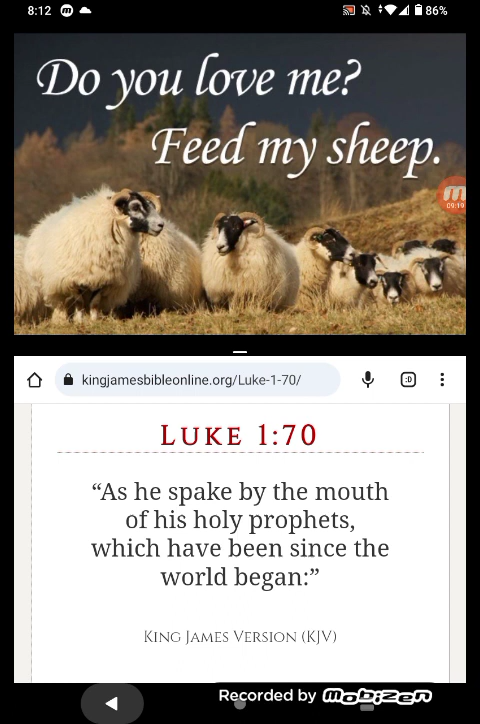 8:12
86%
Do you love me?
Feed my sheep.
09:19
kingjamesbibleonline.org/Luke-1-70/
:D
LUKE 1:70
“As he spake by the mouth
of his holy prophets,
which have been since the
world began:”
KING JAMES VERSION (KJV)
Recorded by mobizen